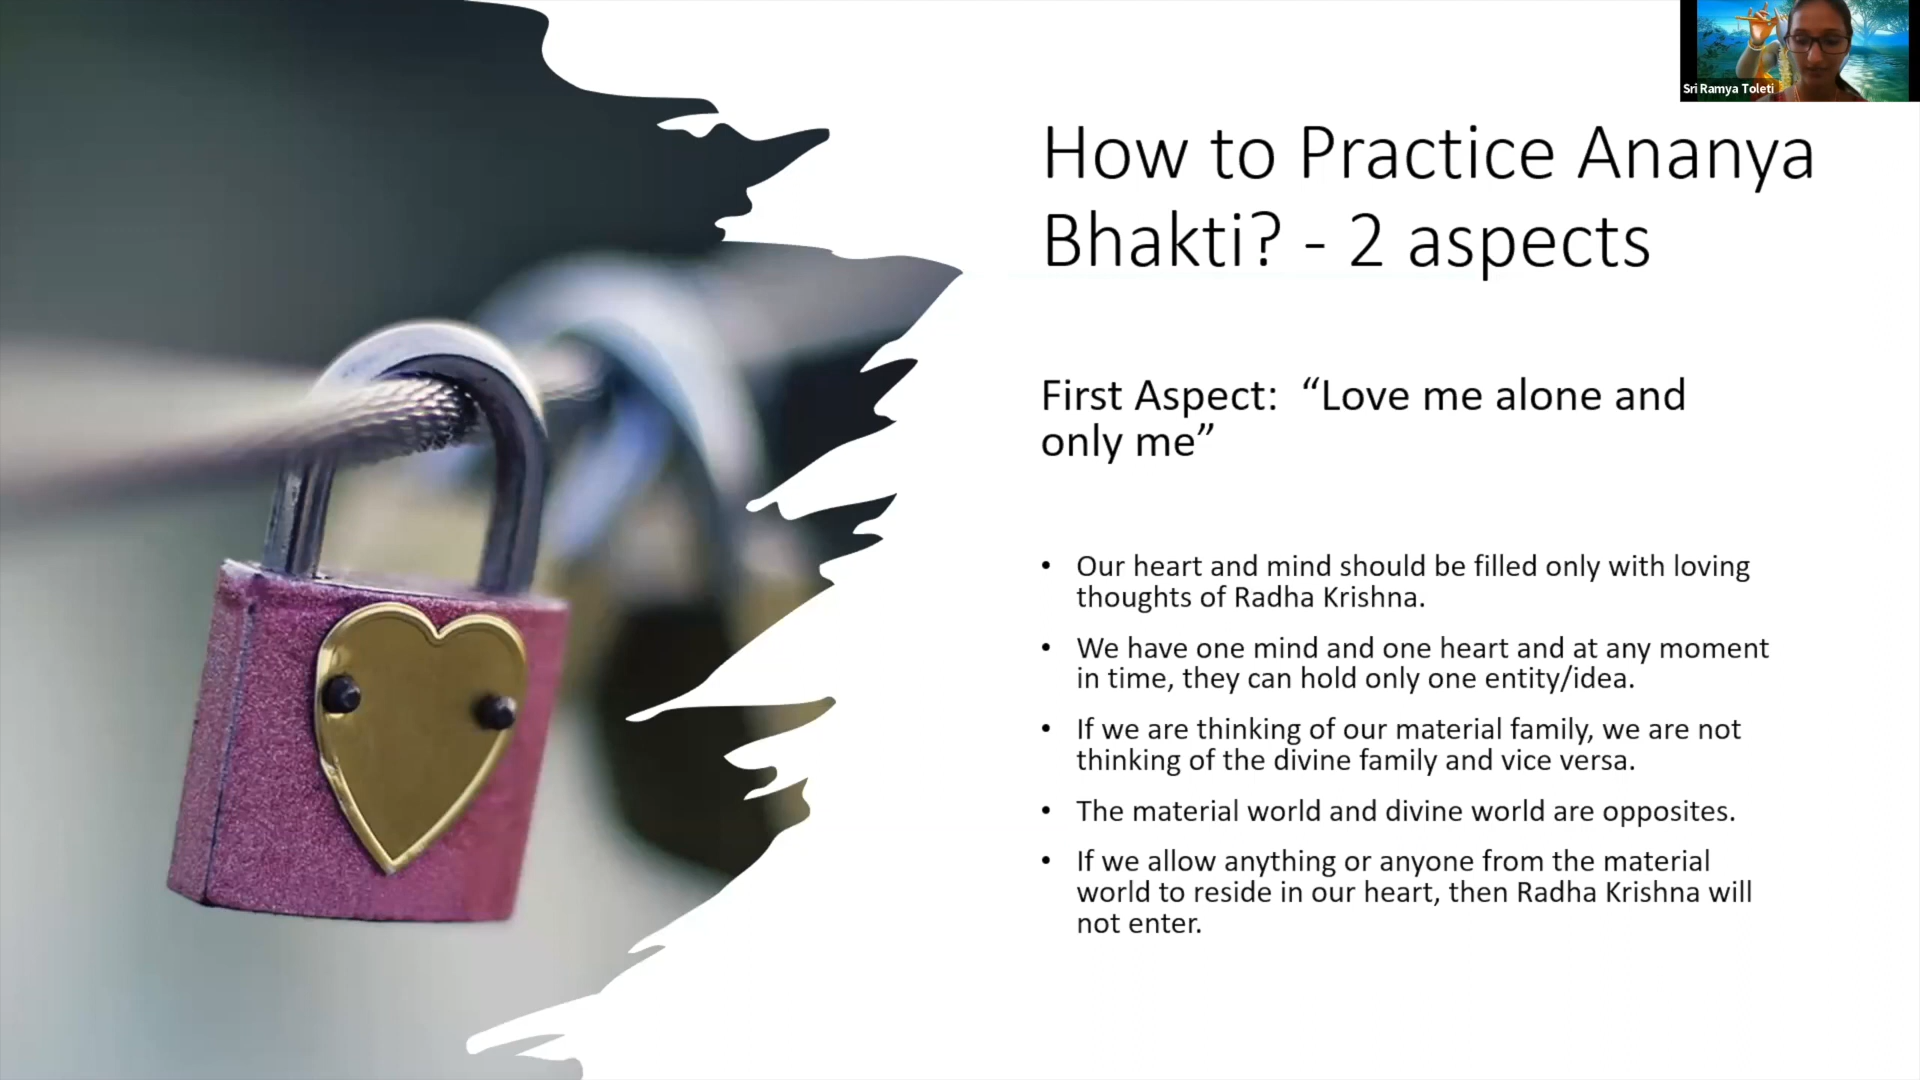 Sri Ramya Toleti
How to Practice Ananya
Bhakti? - 2 aspects
First Aspect:  “Love me alone and
only me”
• Our heart and mind should be filled only with loving
thoughts of Radha Krishna.
• We have one mind and one heart and at any moment
in time, they can hold only one entity/idea.
• If we are thinking of our material family, we are not
thinking of the divine family and vice versa.
• The material world and divine world are opposites.
• If we allow anything or anyone from the material
world to reside in our heart, then Radha Krishna will
not enter.